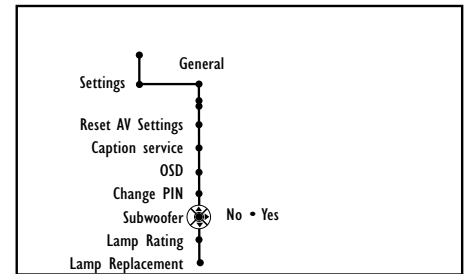 General
Settings
Reset AV Settings
Caption service
OSD
Change PIN
Subwoofer No • Yes
Lamp Rating
Lamp Replacement